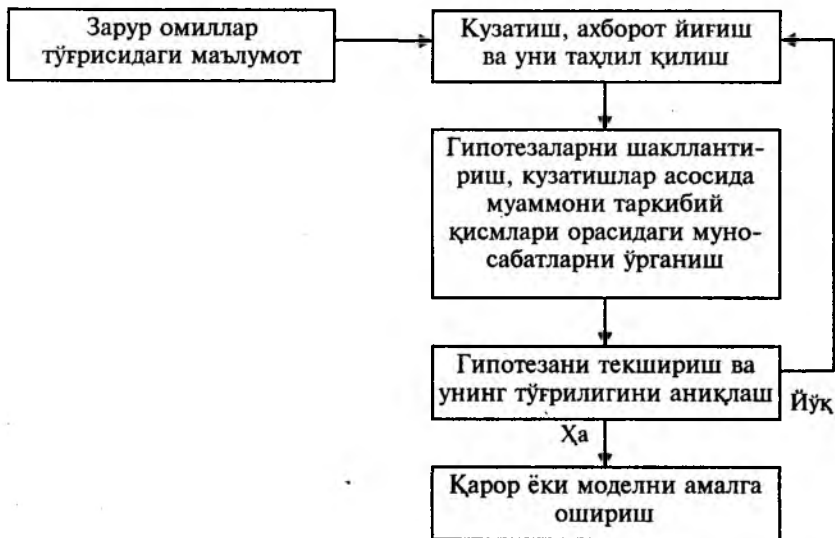 Зарур омиллар
тўғрисидаги маълумот
Кузатиш, ахборот йиғиш
ва уни таҳлил қилиш
Гипотезаларни шакллланти-
риш, кузатишлар асосида
муаммони таркибий
қисмлари орасидаги муно-
сабатларни ўрганиш
Гипотезани текшириш ва
унинг тўғрилигини аниқлаш
Йўқ
Ҳа
Қарор ёки моделни амалга
ошириш